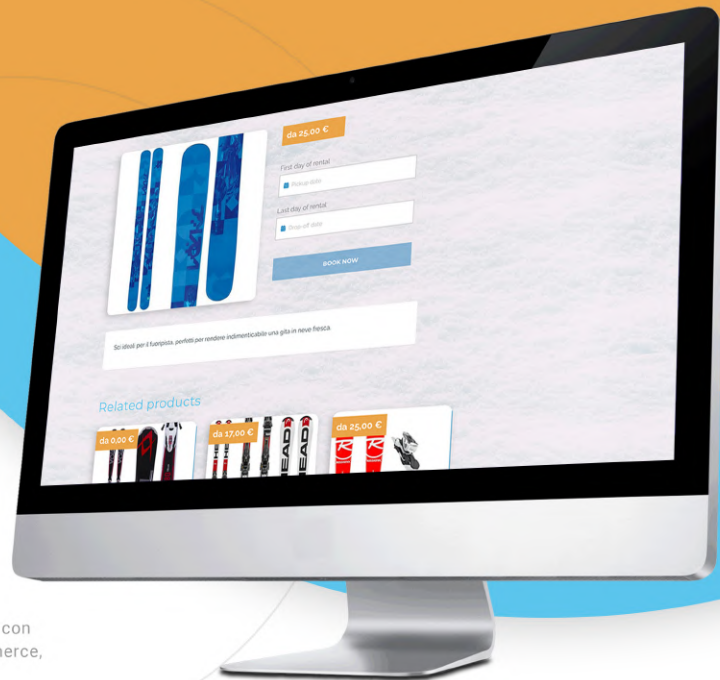 da 25,00 €
First day of rental
Pickup date
Last day of rental
Drop-off date
BOOK NOW
Sci ideali per il fuoripista, perfetti per rendere indimenticabile una gita in neve fresca.
Related products
da 0,00 €
da 17,00 €
da 25,00 €
HEAD
HEAD
R
R
con
merce,